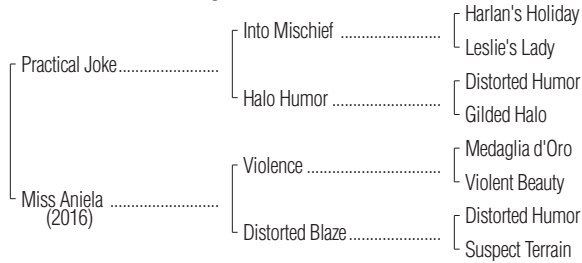 Harlan's Holiday
Into Mischief ....................
Leslie's Lady
Practical Joke.......................
Distorted Humor
Halo Humor .....................
Gilded Halo
Medaglia d'Oro
Violence ..........................
Violent Beauty
Miss Aniela .........................
(2016)
Distorted Humor
Distorted Blaze..................
Suspect Terrain